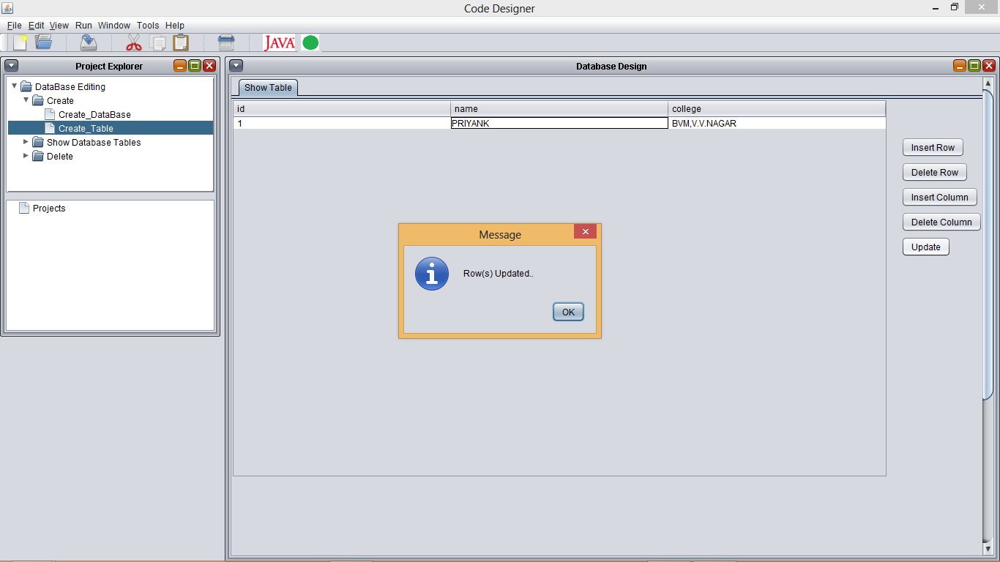 Code Designer
File Edit View Run Window Tools Help
JAVA
Project Explorer
DataBase Editing
Create
Create_DataBase
Create_Table
Show Database Tables
Delete
Projects
Database Design
Show Table
id name college
1 PRIYANK BVM,V.V.NAGAR
Insert Row
Delete Row
Insert Column
Delete Column
Update
Message
Row(s) Updated..
OK